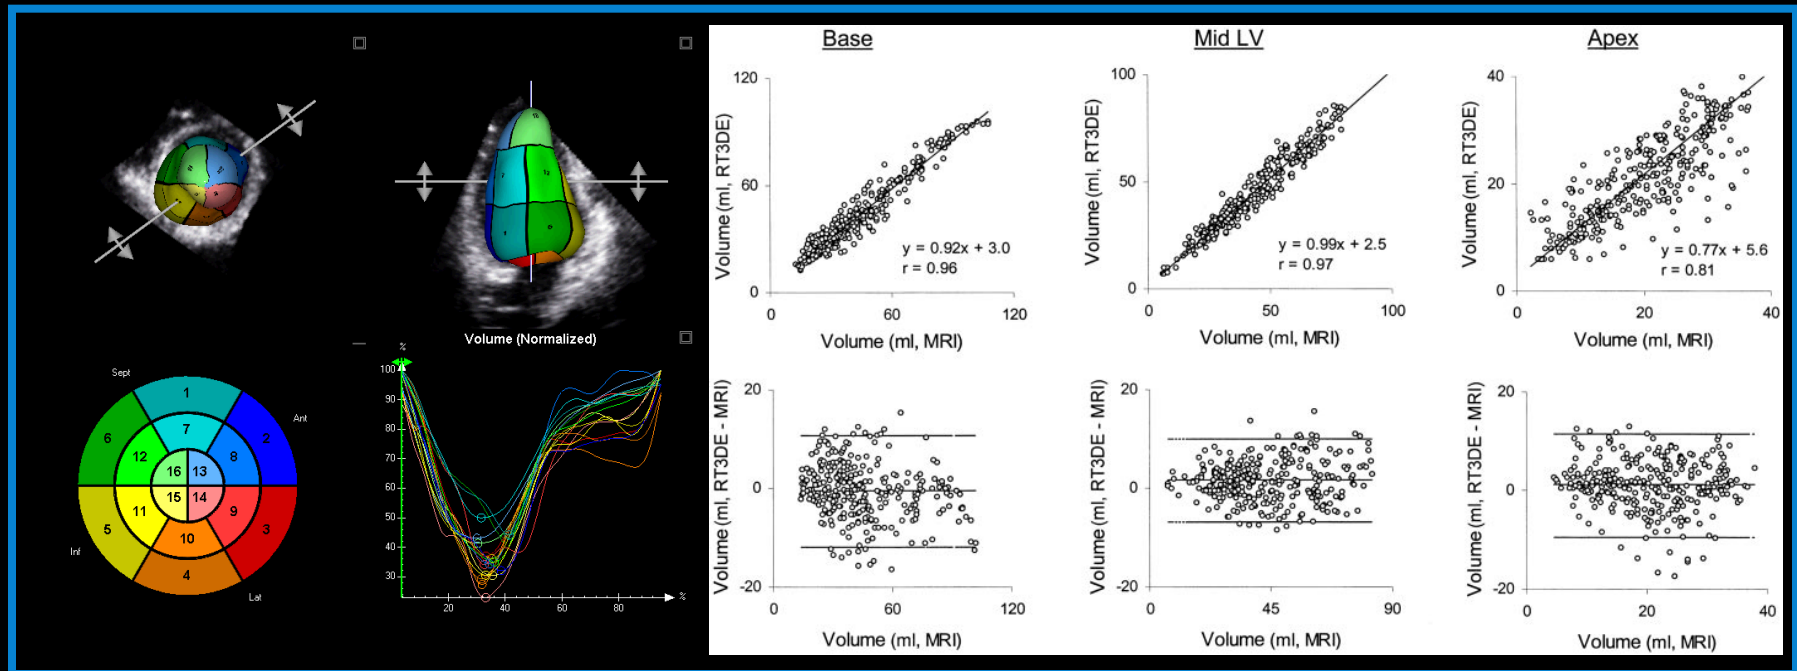 Base
Mid LV
Apex
Volume (ml, RT3DE)
120
60
0
y = 0.92x + 3.0
r = 0.96
0
60
120
Volume (ml, MRI)
Volume (ml, RT3DE)
100
50
0
y = 0.99x + 2.5
r = 0.97
0
50
100
Volume (ml, MRI)
Volume (ml, RT3DE)
40
20
0
y = 0.77x + 5.6
r = 0.81
0
20
40
Volume (ml, MRI)
Sept
Ant
Inf
Lat
1
6
2
7
12
8
16
13
15
14
5
11
9
3
10
4
Volume (Normalized)
%
100
90
80
70
60
50
40
30
20
40
60
80
%
Volume (ml, RT3DE - MRI)
20
0
-20
0
60
120
Volume (ml, MRI)
Volume (ml, RT3DE - MRI)
20
0
-20
0
45
90
Volume (ml, MRI)
Volume (ml, RT3DE - MRI)
20
0
-20
0
20
40
Volume (ml, MRI)